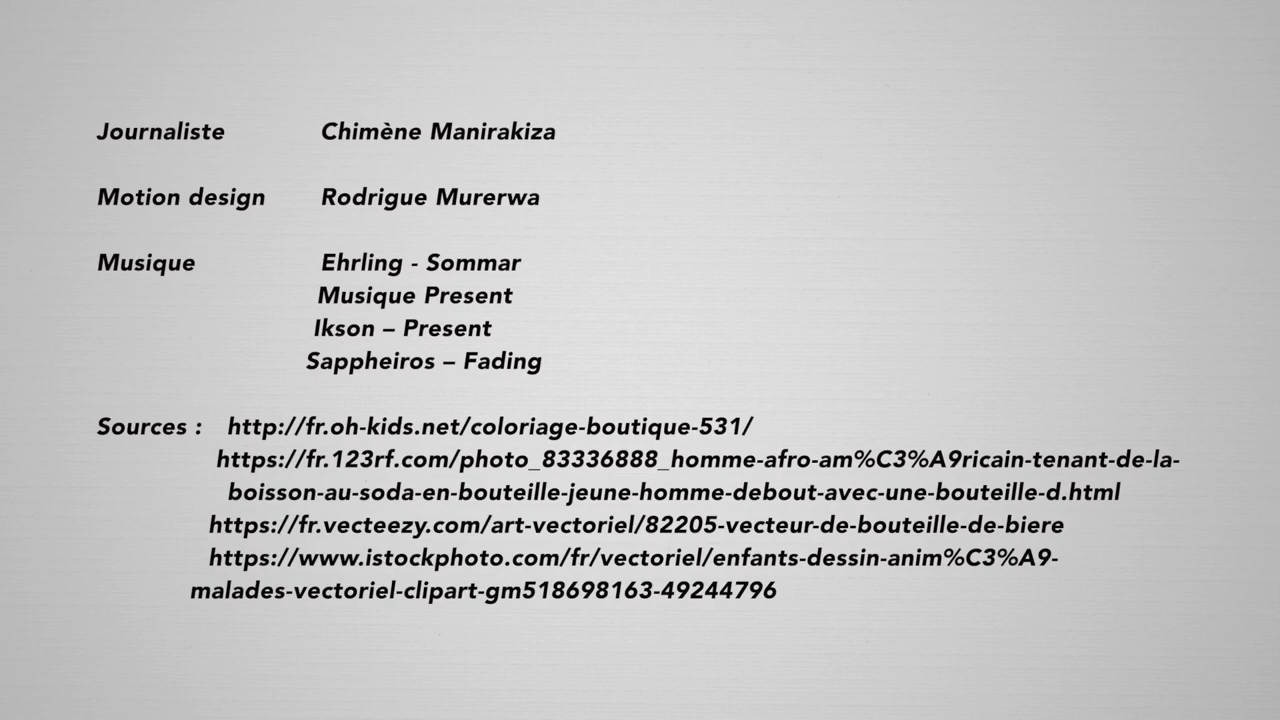 Journaliste Chimène Manirakiza
Motion design Rodrigue Murerwa
Musique Ehrling - Sommar
Musique Present
Ikson – Present
Sappheiros – Fading
Sources : http://fr.oh-kids.net/coloriage-boutique-531/
https://fr.123rf.com/photo_83336888_homme-afro-am%C3%A9ricain-tenant-de-la-
boisson-au-soda-en-bouteille-jeune-homme-debout-avec-une-bouteille-d.html
https://fr.vecteezy.com/art-vectoriel/82205-vecteur-de-bouteille-de-biere
https://www.istockphoto.com/fr/vectoriel/enfants-dessin-anim%C3%A9-
malades-vectoriel-clipart-gm518698163-49244796